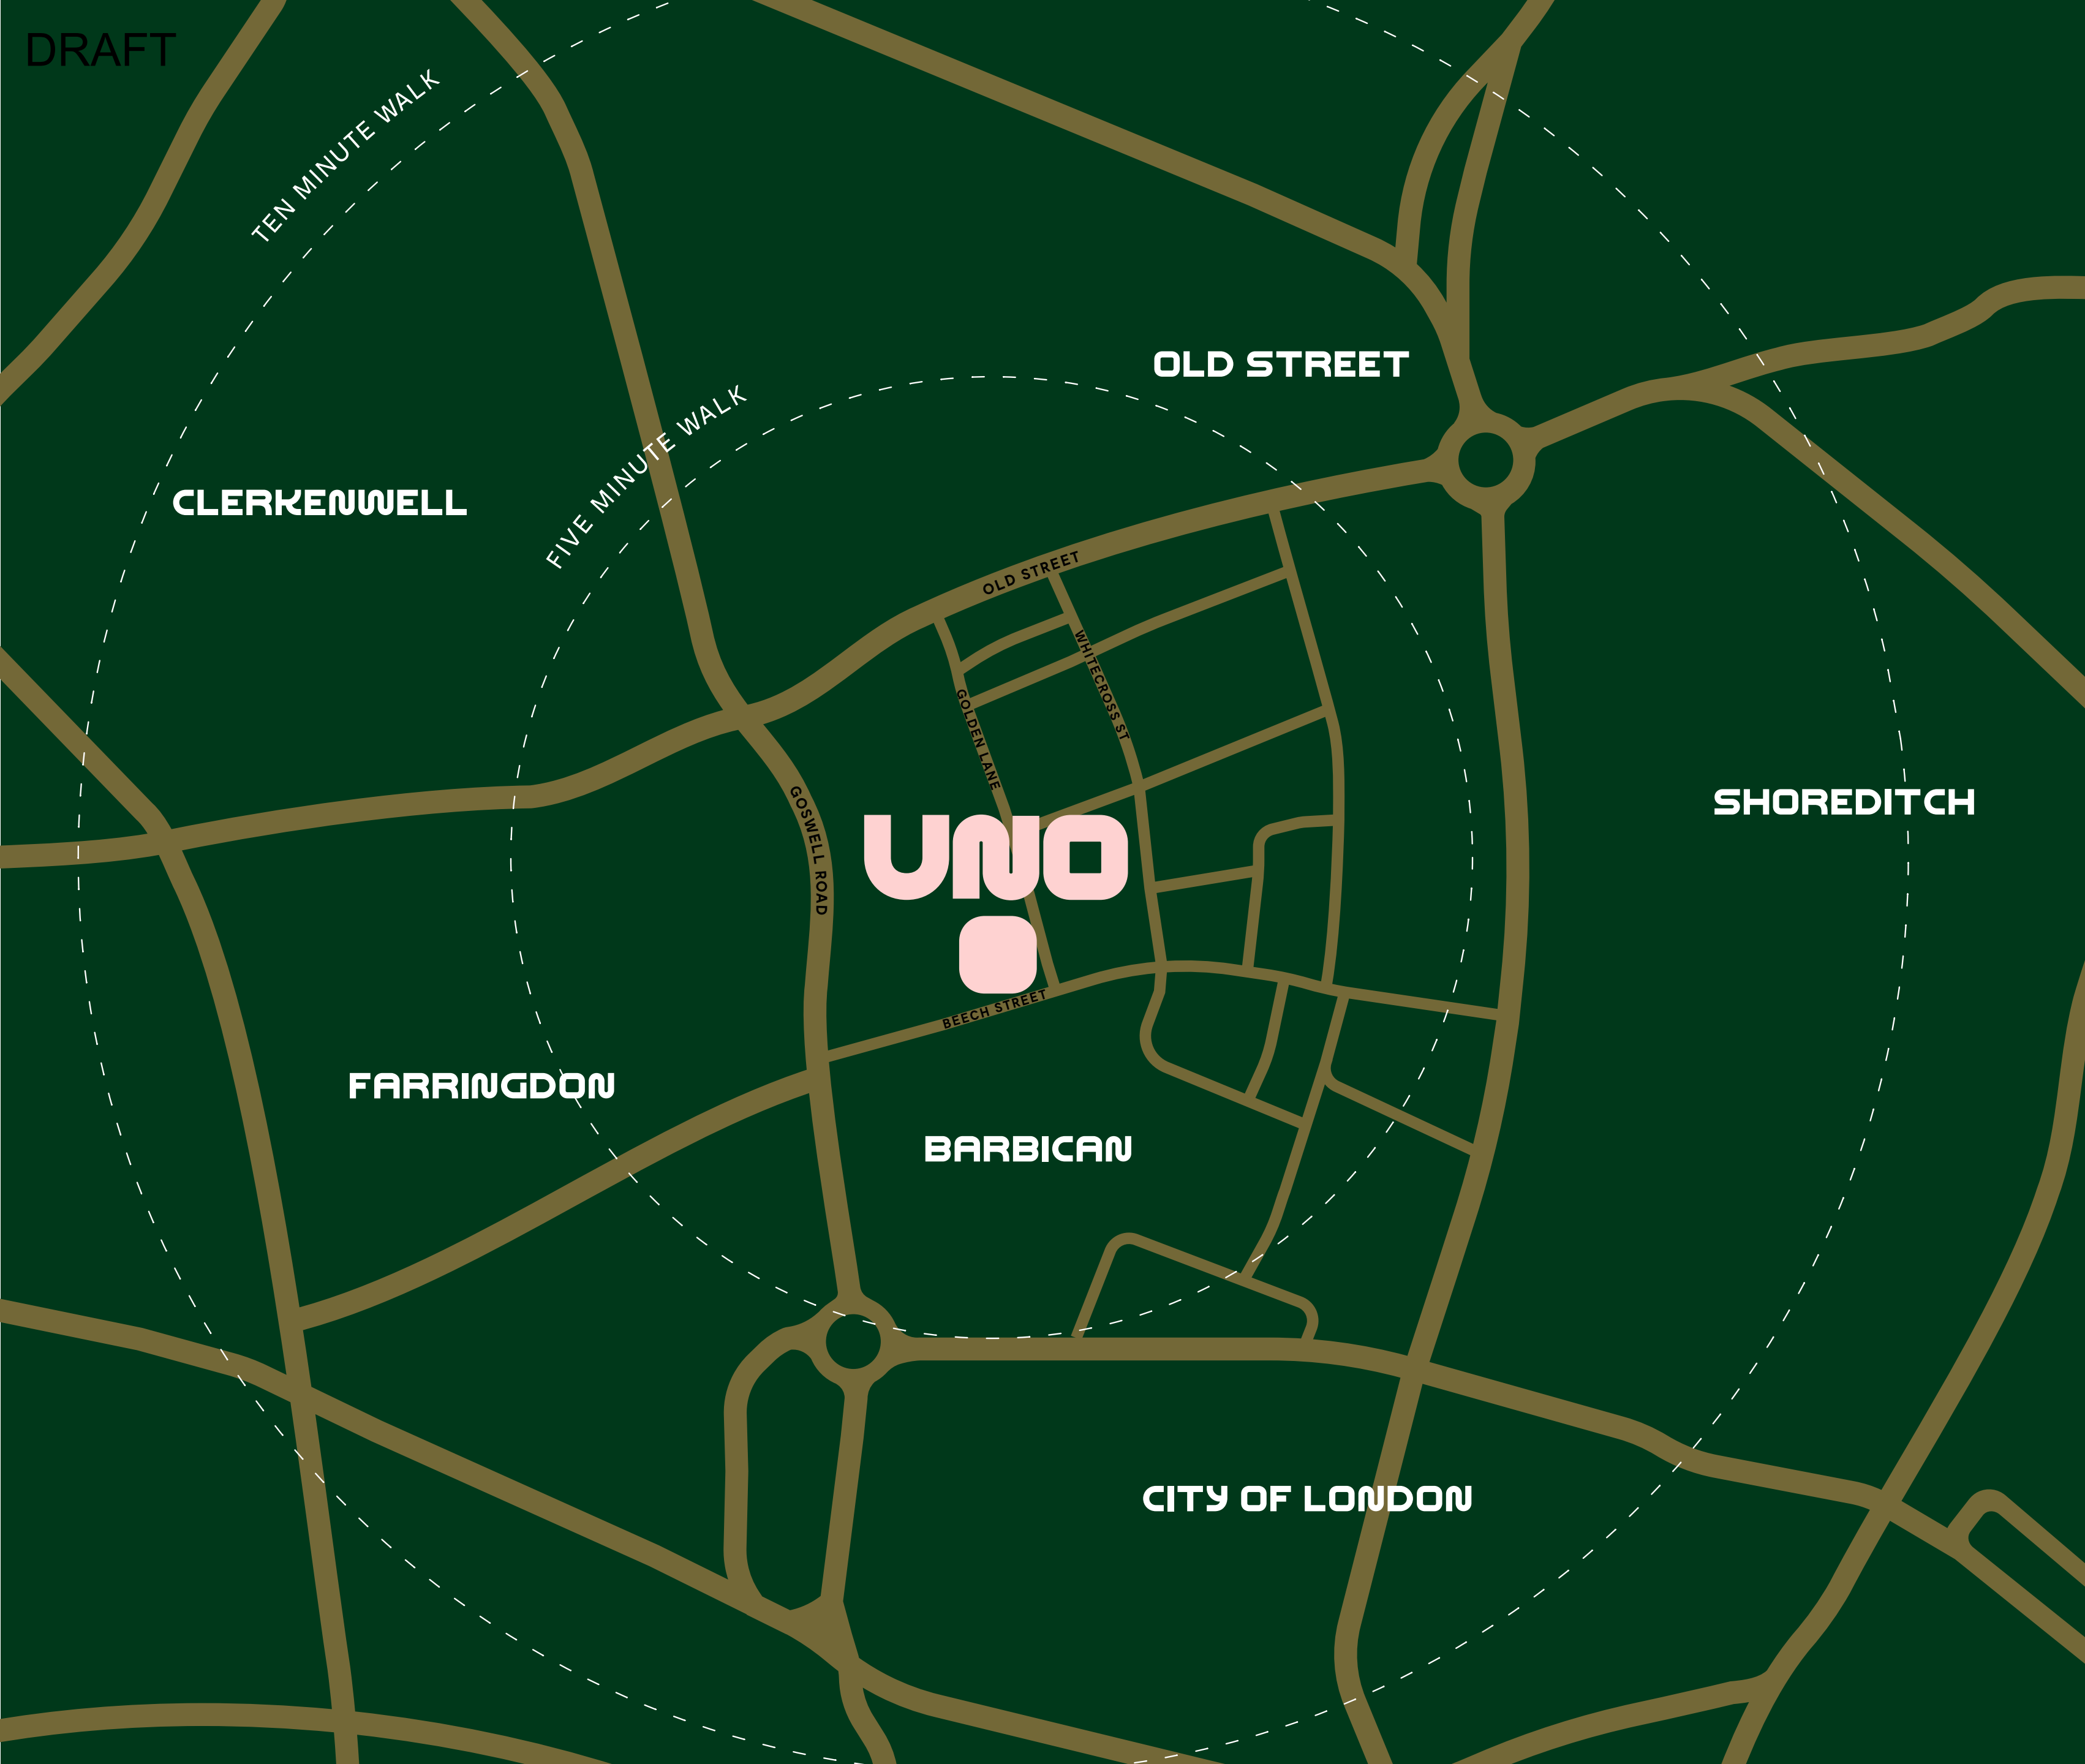 DRAFT
TEN MINUTE WALK
OLD STREET
FIVE MINUTE WALK
CLERKENWELL
OLD STREET
WHITECROSS ST
GOLDEN LANE
SHOREDITCH
GOSWELL ROAD
UNO
BEECH STREET
FARRINGDON
BARBICAN
CITY OF LONDON